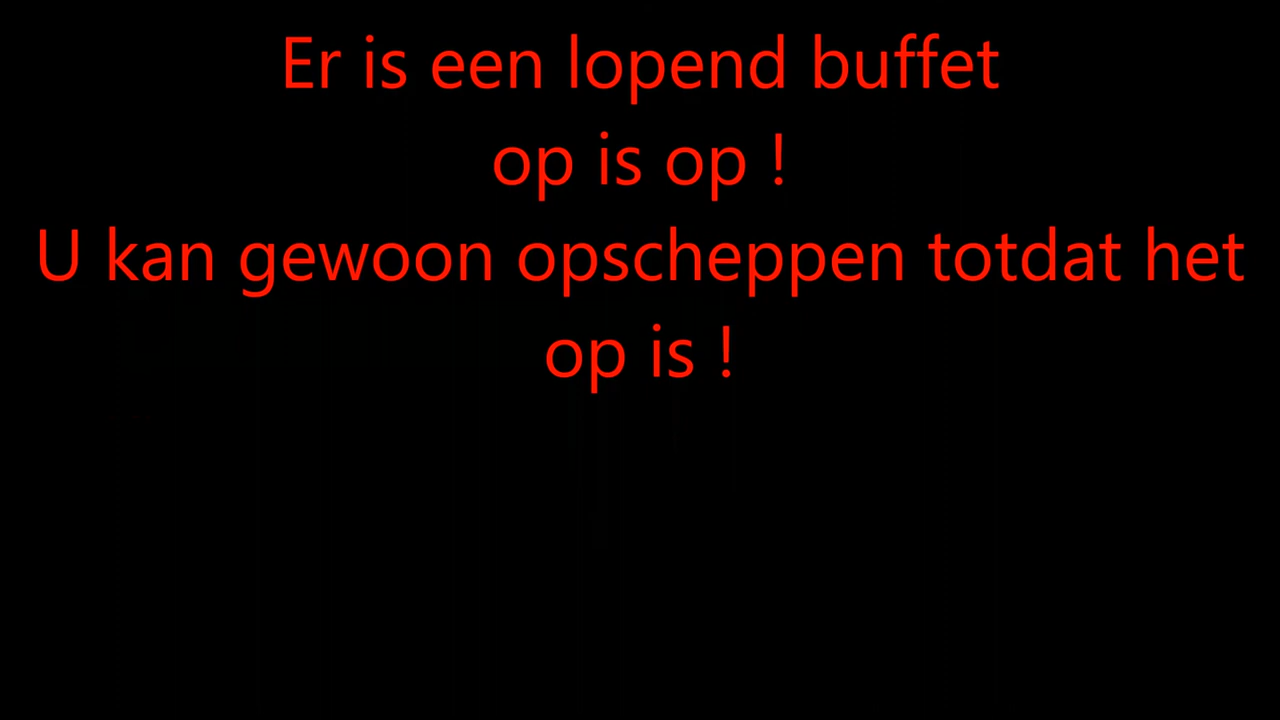 Er is een lopend buffet
op is op !
U kan gewoon opscheppen totdat het
op is !